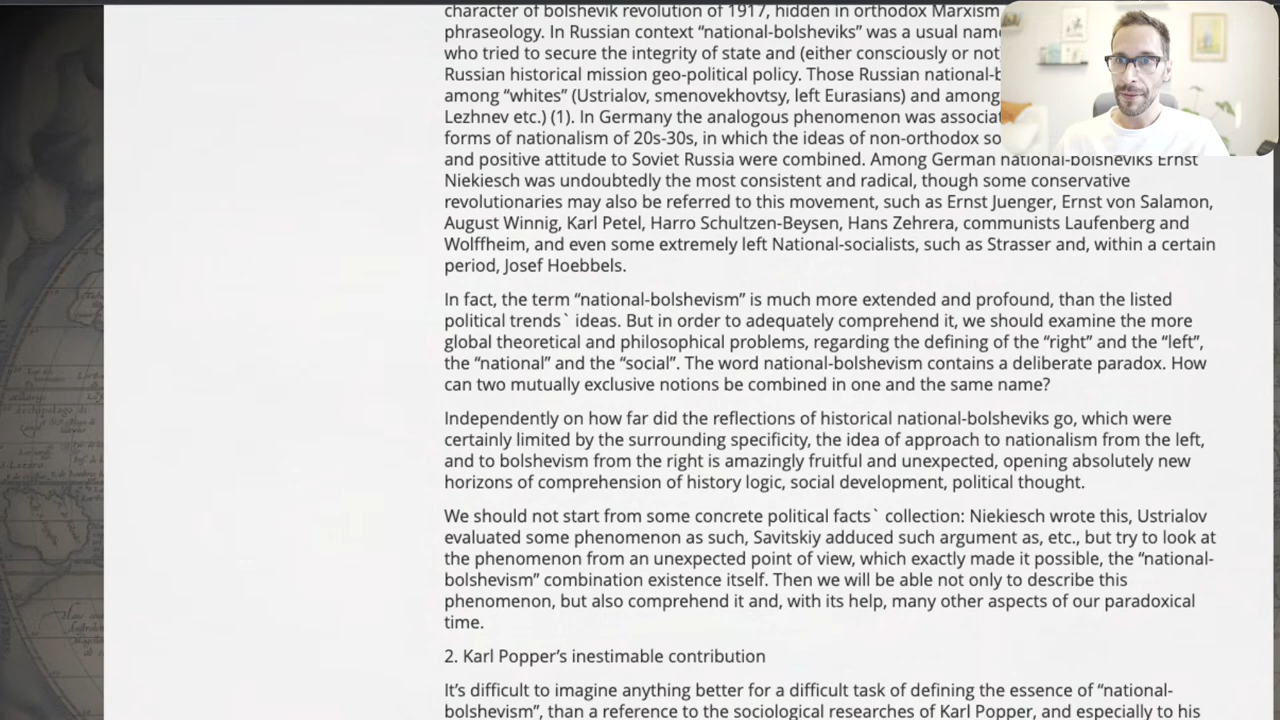 character of bolshevik revolution of 1917, hidden in orthodox Marxism
phraseology. In Russian context “national-bolsheviks” was a usual nam
who tried to secure the integrity of state and (either consciously or not
Russian historical mission geo-political policy. Those Russian national-b
among “whites” (Ustrialov, smenovekhovtsy, left Eurasians) and among
Lezhnev etc.) (1). In Germany the analogous phenomenon was associat
forms of nationalism of 20s-30s, in which the ideas of non-orthodox so
and positive attitude to Soviet Russia were combined. Among German national-bolsheviks Ernst
Niekiesch was undoubtedly the most consistent and radical, though some conservative
revolutionaries may also be referred to this movement, such as Ernst Juenger, Ernst von Salamon,
August Winnig, Karl Petel, Harro Schultzen-Beysen, Hans Zehrera, communists Laufenberg and
Wolffheim, and even some extremely left National-socialists, such as Strasser and, within a certain
period, Josef Hoebbels.
In fact, the term “national-bolshevism” is much more extended and profound, than the listed
political trends` ideas. But in order to adequately comprehend it, we should examine the more
global theoretical and philosophical problems, regarding the defining of the “right” and the “left”,
the “national” and the “social”. The word national-bolshevism contains a deliberate paradox. How
can two mutually exclusive notions be combined in one and the same name?
Independently on how far did the reflections of historical national-bolsheviks go, which were
certainly limited by the surrounding specificity, the idea of approach to nationalism from the left,
and to bolshevism from the right is amazingly fruitful and unexpected, opening absolutely new
horizons of comprehension of history logic, social development, political thought.
We should not start from some concrete political facts` collection: Niekiesch wrote this, Ustrialov
evaluated some phenomenon as such, Savitskiy adduced such argument as, etc., but try to look at
the phenomenon from an unexpected point of view, which exactly made it possible, the “national-
bolshevism” combination existence itself. Then we will be able not only to describe this
phenomenon, but also comprehend it and, with its help, many other aspects of our paradoxical
time.
2. Karl Popper’s inestimable contribution
It’s difficult to imagine anything better for a difficult task of defining the essence of “national-
bolshevism”, than a reference to the sociological researches of Karl Popper, and especially to his